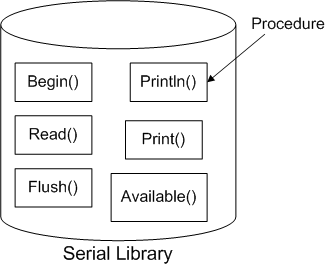 Procedure
Begin()
Println()
Read()
Print()
Flush()
Available()
Serial Library